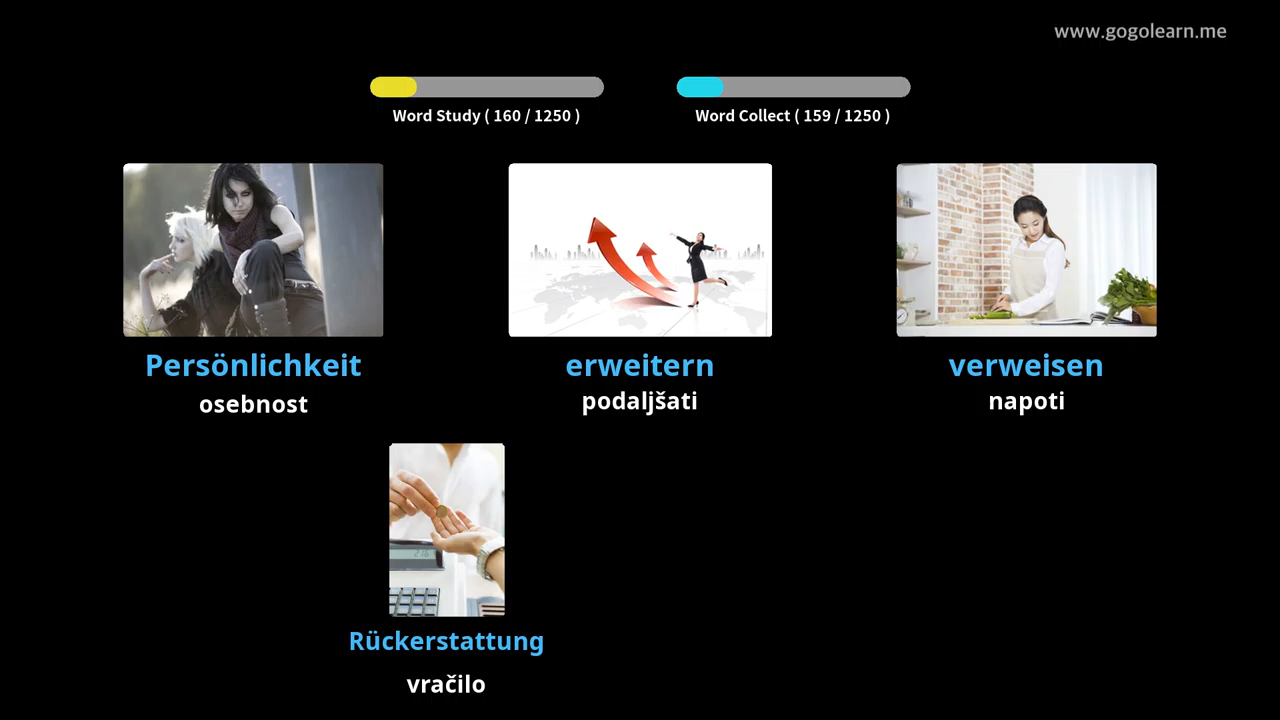 www.gogolearn.me
Word Study ( 160 / 1250 )
Word Collect ( 159 / 1250 )
Persönlichkeit
erweitern
verweisen
osebnost
podaljšati
napoti
Rückerstattung
vračilo